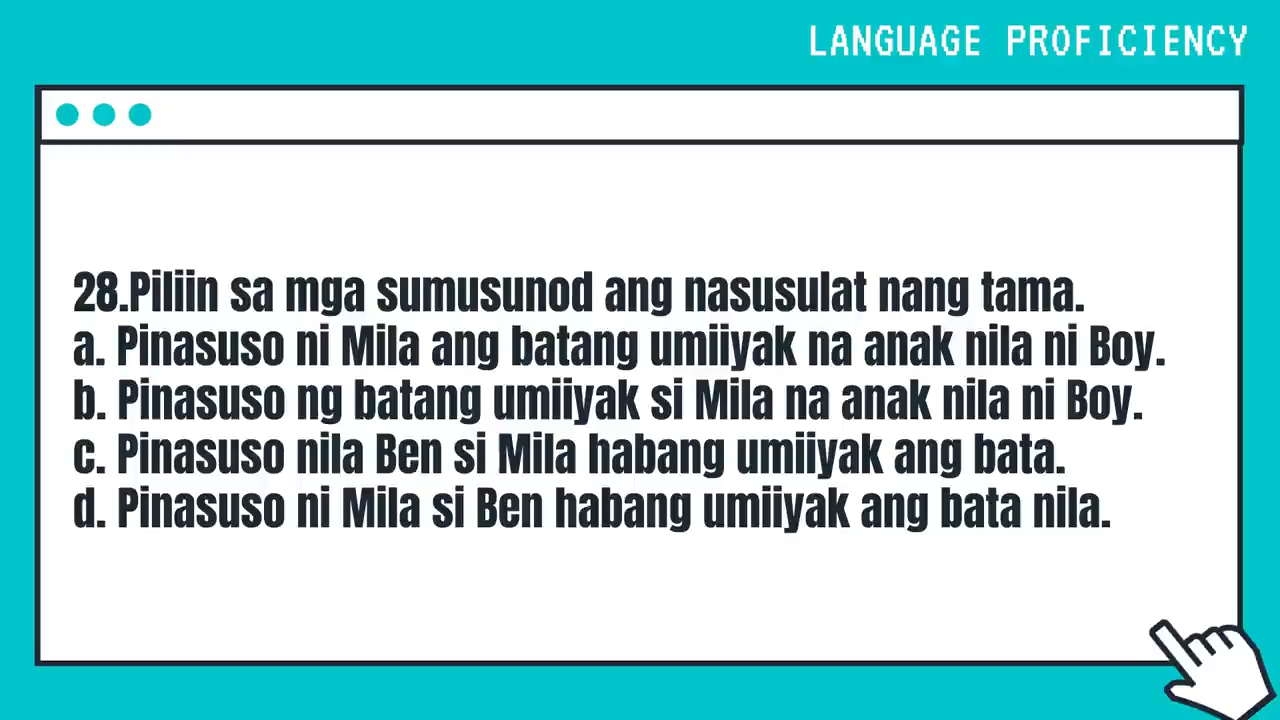 LANGUAGE PROFICIENCY
28.Piliin sa mga sumusunod ang nasusulat nang tama.
a. Pinasuso ni Mila ang batang umiiyak na anak nila ni Boy.
b. Pinasuso ng batang umiiyak si Mila na anak nila ni Boy.
c. Pinasuso nila Ben si Mila habang umiiyak ang bata.
d. Pinasuso ni Mila si Ben habang umiiyak ang bata nila.